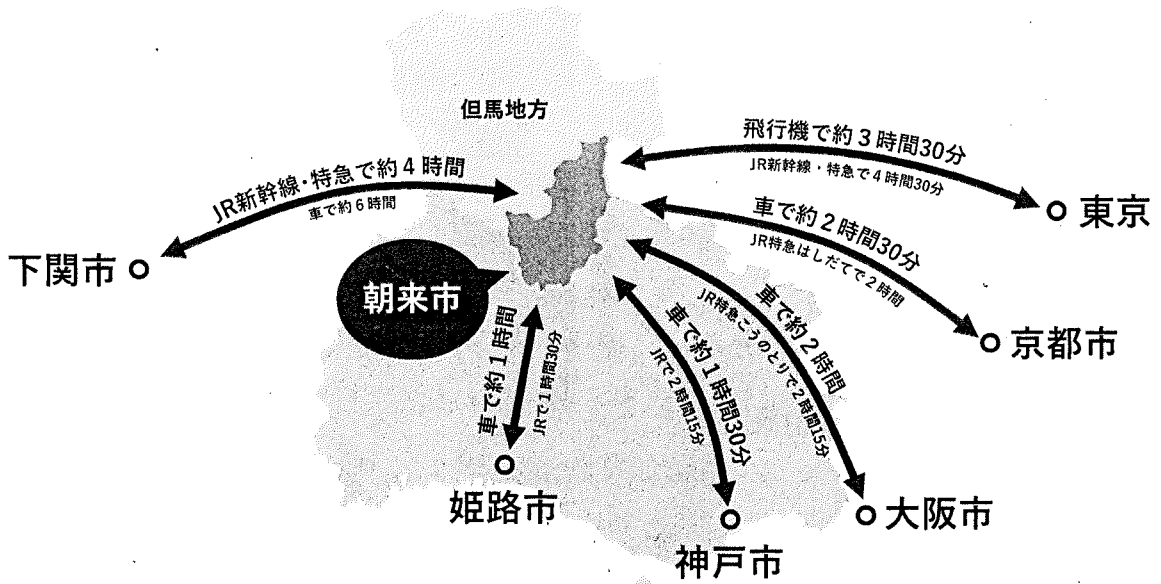 但馬地方
飛行機で約3時間30分
JR新幹線・特急で4時間30分
東京
JR新幹線・特急で約4時間
車で約6時間
下関市
車で約2時間30分
JR特急はしだてで2時間
京都市
朝来市
車で約2時間
JR特急こうのとりで2時間15分
大阪市
車で約1時間30分
JRで2時間15分
神戸市
車で約1時間
JRで1時間30分
姫路市